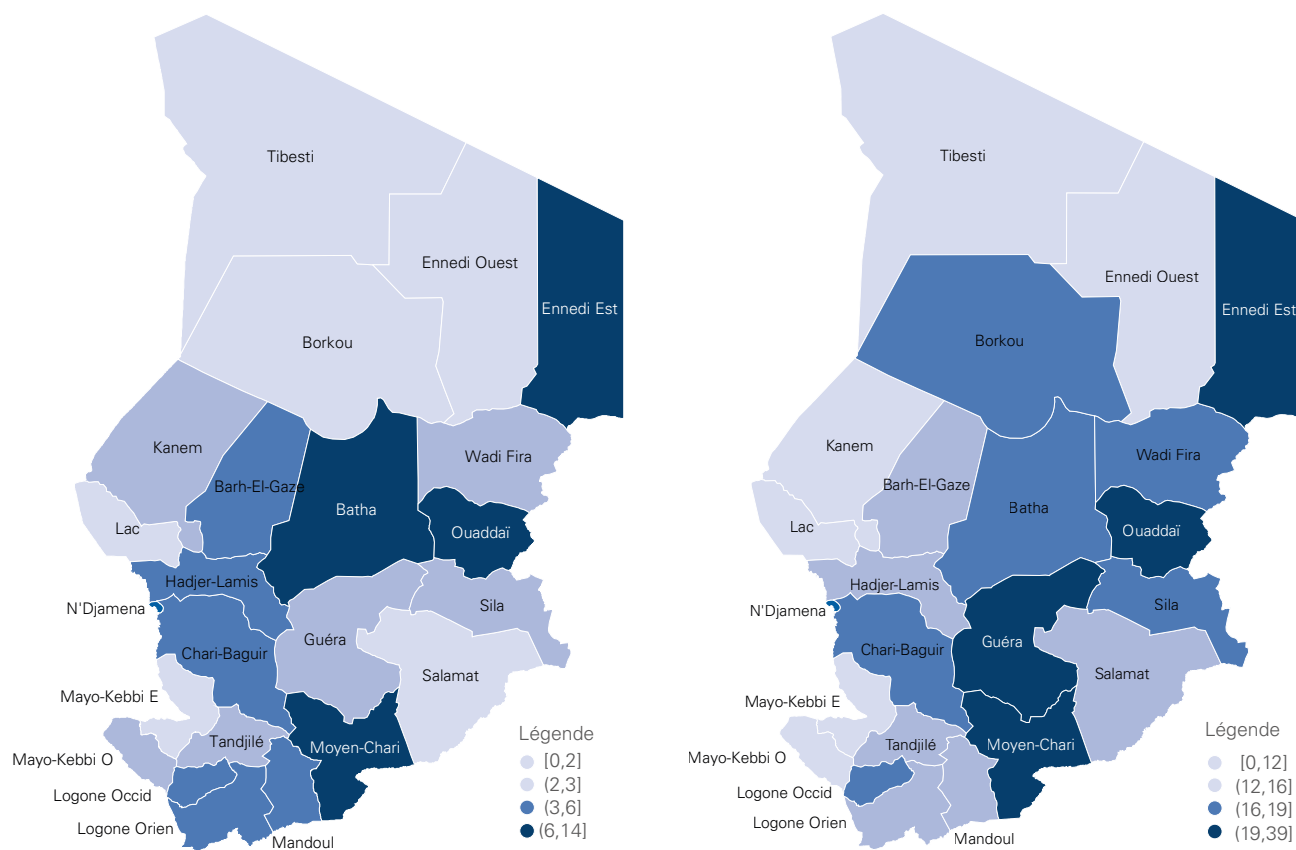 Tibesti
Ennedi Ouest
Ennedi Est
Borkou
Kanem
Wadi Fira
Barh-El-Gaze
Batha
Lac
Ouaddaï
Hadjer-Lamis
N'Djamena
Sila
Guéra
Chari-Baguir
Salamat
Mayo-Kebbi E
Tandjilé
Moyen-Chari
Mayo-Kebbi O
Logone Occid
Logone Orien
Mandoul
Légende
[0,2]
(2,3]
(3,6]
(6,14]
Tibesti
Ennedi Ouest
Ennedi Est
Borkou
Kanem
Wadi Fira
Barh-El-Gaze
Batha
Lac
Ouaddaï
Hadjer-Lamis
N'Djamena
Sila
Guéra
Chari-Baguir
Salamat
Mayo-Kebbi E
Tandjilé
Moyen-Chari
Mayo-Kebbi O
Logone Occid
Logone Orien
Mandoul
Légende
[0,12]
(12,16]
(16,19]
(19,39]